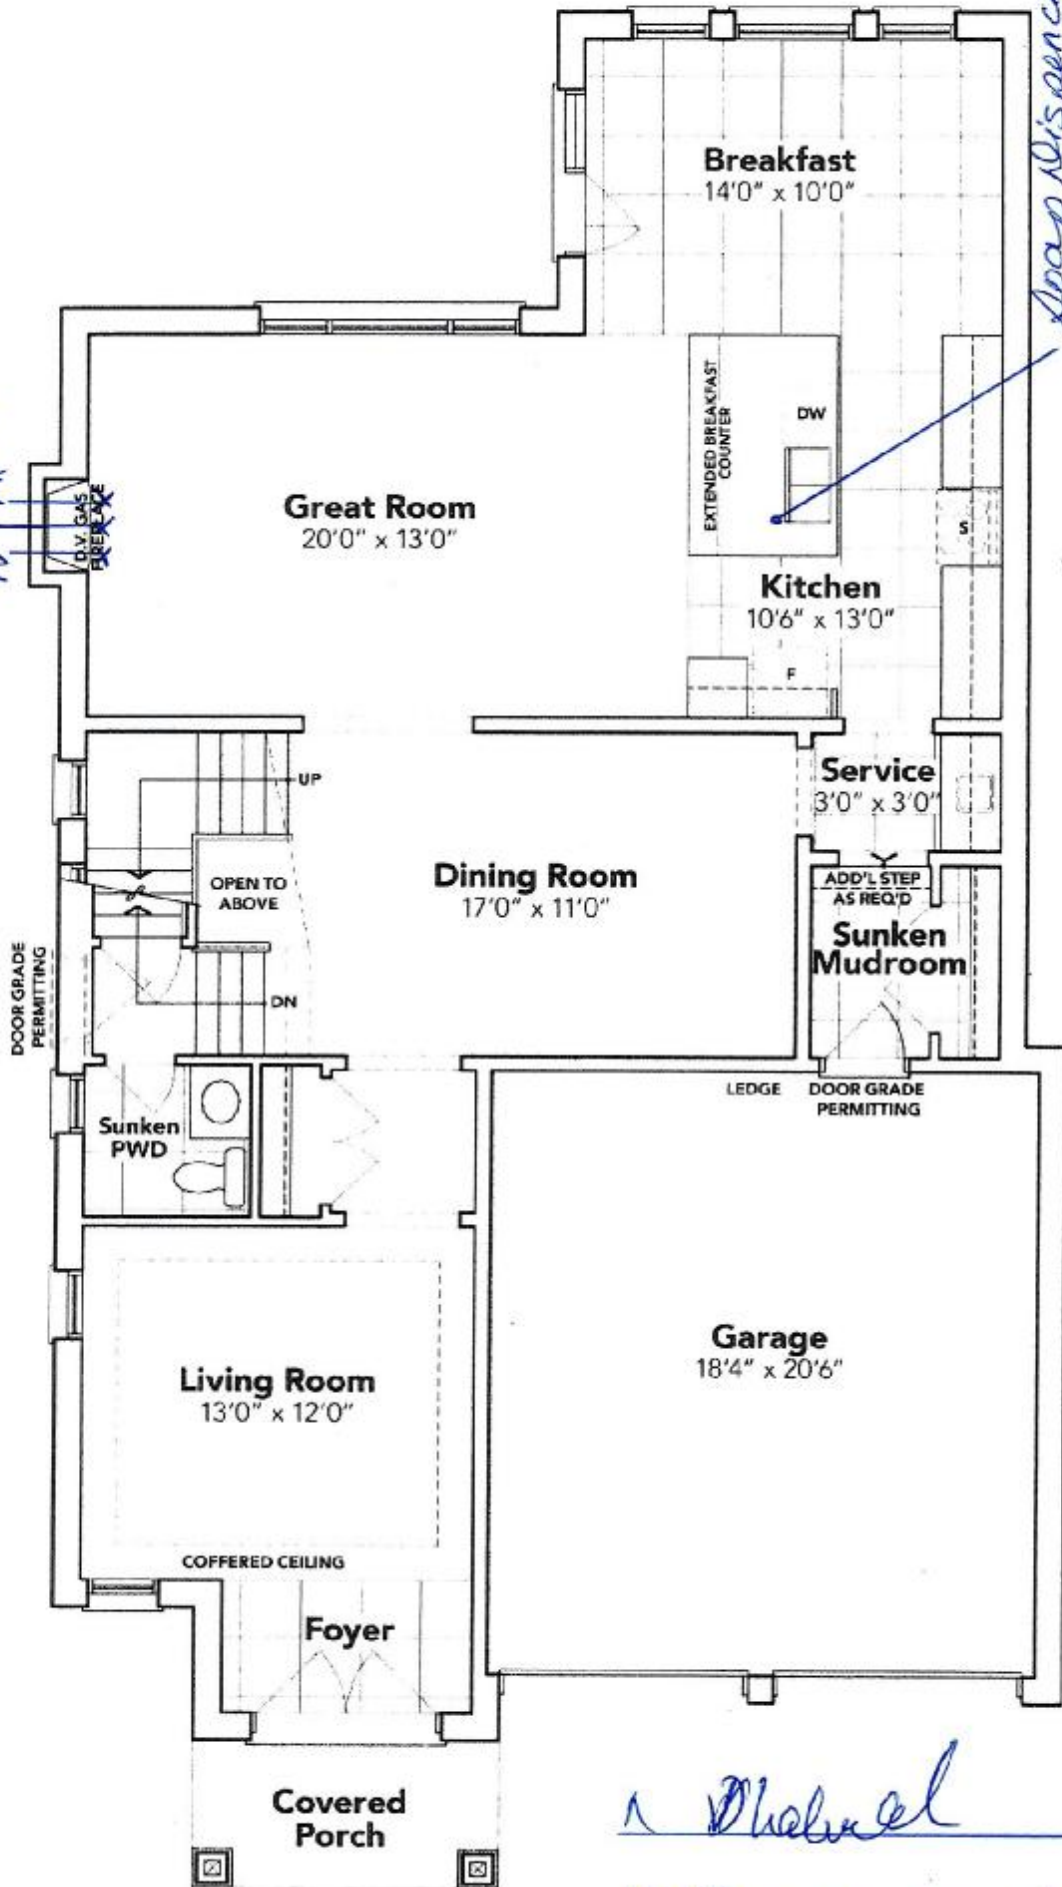 Soap Dispenc
Breakfast
14'0" x 10'0"
EXTENDED BREAKFAST
COUNTER
DW
D.V. GAS
FIREPLACE
Great Room
20'0" x 13'0"
S
Kitchen
10'6" x 13'0"
F
UP
Service
3'0" x 3'0"
OPEN TO
ABOVE
Dining Room
17'0" x 11'0"
ADD'L STEP
AS REQ'D
Sunken
Mudroom
DOOR GRADE
PERMITTING
DN
LEDGE
DOOR GRADE
PERMITTING
Sunken
PWD
Garage
18'4" x 20'6"
Living Room
13'0" x 12'0"
COFFERED CEILING
Foyer
Covered
Porch